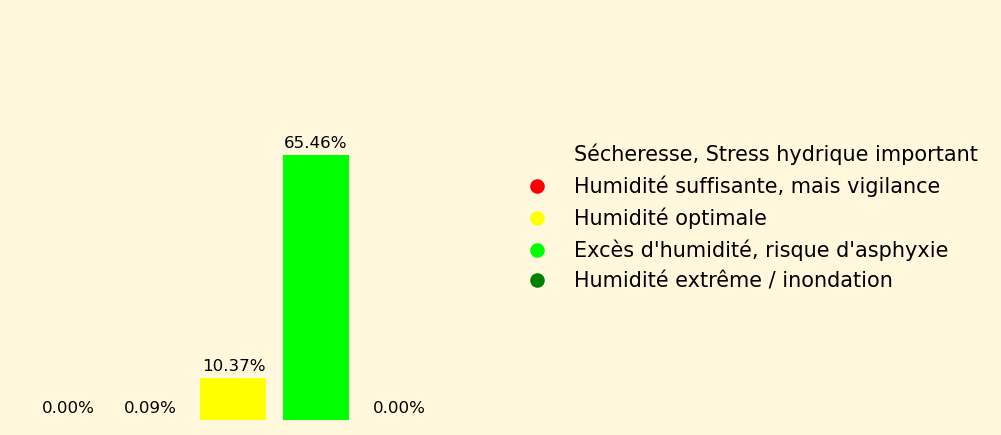 65.46%
10.37%
0.00%
0.09%
0.00%
Sécheresse, Stress hydrique important
Humidité suffisante, mais vigilance
Humidité optimale
Excès d'humidité, risque d'asphyxie
Humidité extrême / inondation